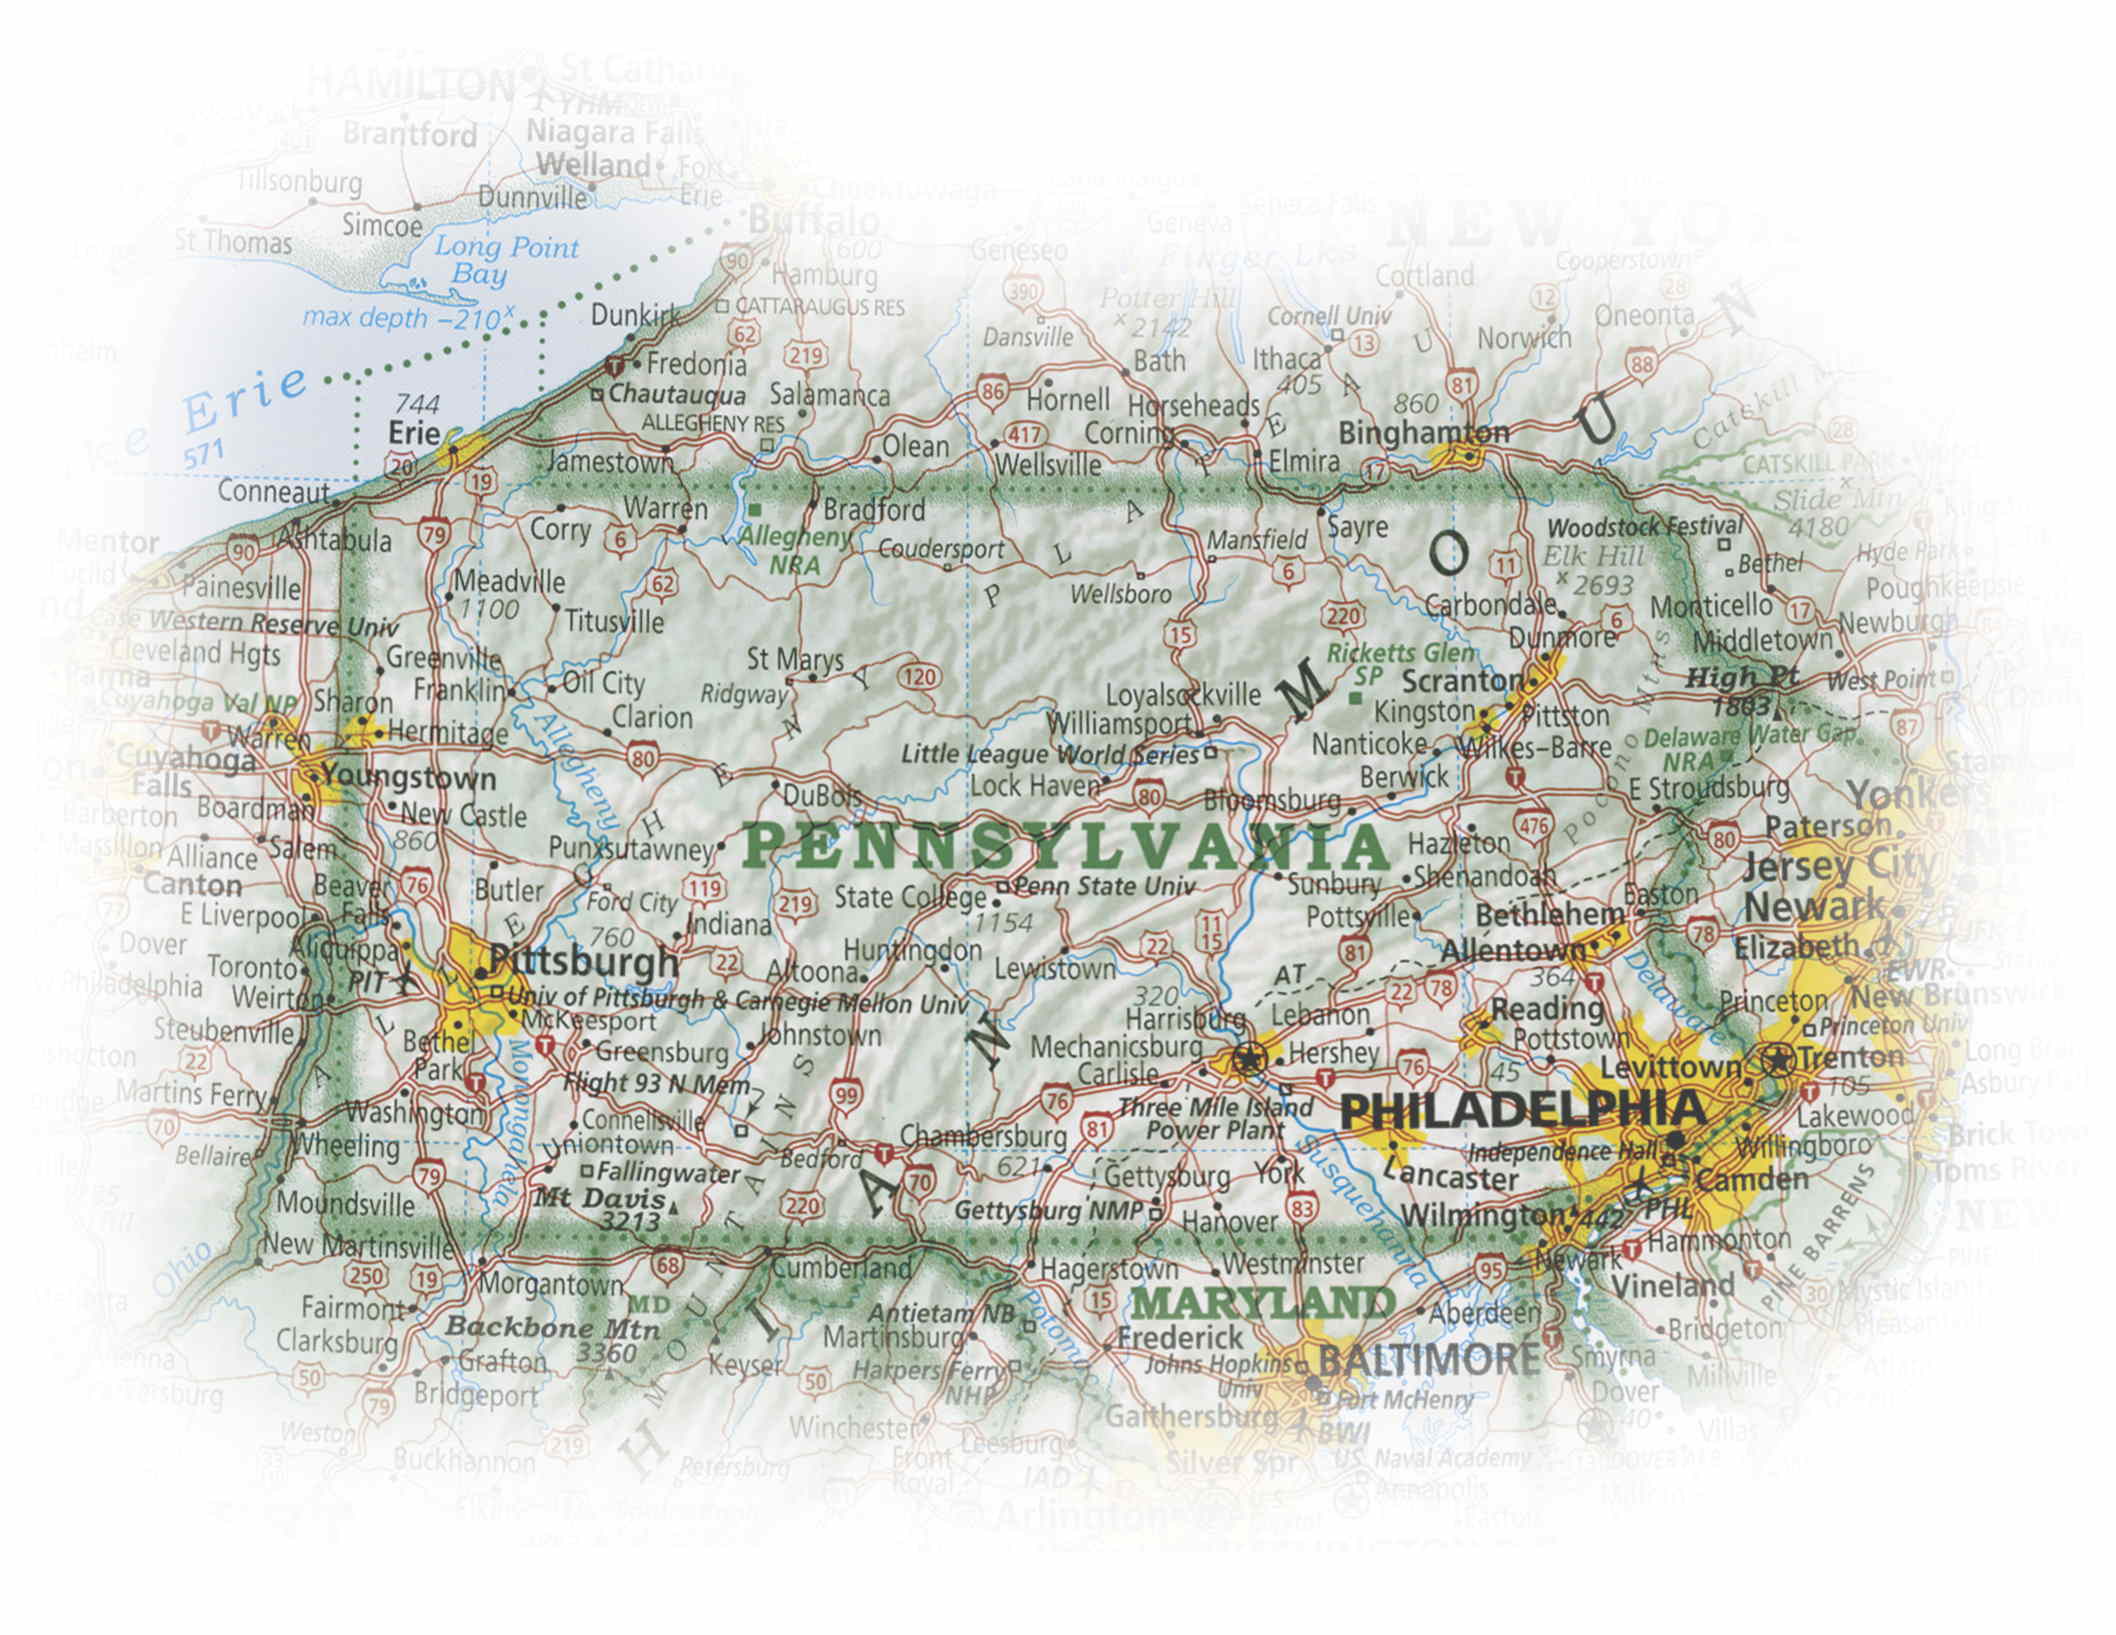 HAMILTON
St Cathar
YHM
Brantford
Niagara Falls
Welland
Fort
Erie
Tillsonburg
Dunnville
Simcoe
St Thomas
Long Point
Bay
max depth –210
Buffalo
Cheektowaga
600
Hamburg
90
CATTARAUGUS RES
Geneseo
Geneva
Seneca Falls
Finger Lks
NEW YO
Cortland
Cooperstown
390
Potter Hill
2142
Cornell Univ
12
28
Oneonta
Norwich
Dansville
Bath
Ithaca
405
13
88
Dunkirk
62
219
Fredonia
Chautauqua
Salamanca
ALLEGHENY RES
Erie
571
744
Erie
20
19
Jamestown
Olean
86
Hornell
417
Wellsville
Horseheads
Corning
Elmira
860
81
Binghamton
17
Catskill M
28
CATSKILL PARK
Slide Mtn
4180
Conneaut
Ashtabula
90
79
Corry
6
Warren
Bradford
Allegheny
NRA
Coudersport
Mansfield
Sayre
Woodstock Festival
Elk Hill
2693
Bethel
Hyde Park
Poughkeepsie
Mentor
Euclid
Painesville
Meadville
1100
Titusville
62
Wellsboro
6
11
220
15
Carbondale
6
Dunmore
Monticello
17
Newburgh
Middletown
Case Western Reserve Univ
Cleveland Hgts
Parma
Greenville
Franklin
Oil City
St Marys
Ridgway
120
Ricketts Glen
SP
Scranton
High Pt
1803
West Point
87
Cuyahoga Val NP
Sharon
Warren
Hermitage
Clarion
Loyalsockville
Williamsport
Kingston
Pittston
Nanticoke
Wilkes–Barre
Pocono Mtns
Delaware Water Gap
NRA
Cuyahoga
Falls
Youngstown
80
Allegheny
Little League World Series
Lock Haven
80
Berwick
Bloomsburg
E Stroudsburg
Yonkers
Barberton
Boardman
New Castle
860
DuBois
476
80
Paterson
Massillon
Alliance
Salem
Punxsutawney
PENNSYLVANIA
Hazleton
Jersey City
Canton
Beaver
Falls
76
Butler
Ford City
119
219
State College
Penn State Univ
1154
Sunbury
Shenandoah
Easton
Newark
E Liverpool
77
Dover
Aliquippa
Indiana
760
Pottsville
Bethlehem
78
Elizabeth
Toronto
Pittsburgh
22
Altoona
Huntingdon
Lewistown
22
11
15
81
Allentown
364
EWR
Weirton
PIT
Univ of Pittsburgh & Carnegie Mellon Univ
AT
22
78
Delaware
Princeton
New Brunswick
320
Harrisburg
Lebanon
Reading
Princeton Univ
Steubenville
McKeesport
Johnstown
Pottstown
22
Bethel
Park
Greensburg
Mechanicsburg
Hershey
76
45
Levittown
Trenton
105
Carlisle
Martins Ferry
Flight 93 N Mem
99
76
Three Mile Island
Power Plant
PHILADELPHIA
Lakewood
Washington
Monongahela
Connellsville
81
Brick Town
70
Wheeling
Uniontown
Bedford
Chambersburg
Independence Hall
Willingboro
Toms River
Bellaire
79
Fallingwater
70
621
Gettysburg
York
Susquehanna
Lancaster
Camden
Moundsville
Mt Davis
3213
220
Gettysburg NMP
Hanover
83
Wilmington
442
PHL
PINE BARRENS
New Martinsville
Ohio
68
Cumberland
Hagerstown
Westminster
95
Newark
Hammonton
250
19
Morgantown
MD
Vineland
Fairmont
15
MARYLAND
Aberdeen
30
Mystic Island
Backbone Mtn
3360
Antietam NB
Martinsburg
Potomac
Frederick
Bridgeton
Clarksburg
Grafton
Keyser
Harpers Ferry
NHP
Johns Hopkins
Univ
BALTIMORE
Smyrna
Millville
50
Bridgeport
79
50
Fort McHenry
Dover
40
Gaithersburg
BWI
Villas
Weston
Winchester
Leesburg
Buckhannon
219
Petersburg
Front
Royal
IAD
Silver Spr
US Naval Academy
Annapolis
Arlington
APPALACHIAN MOUNTAINS
ALLEGHENY PLATEAU